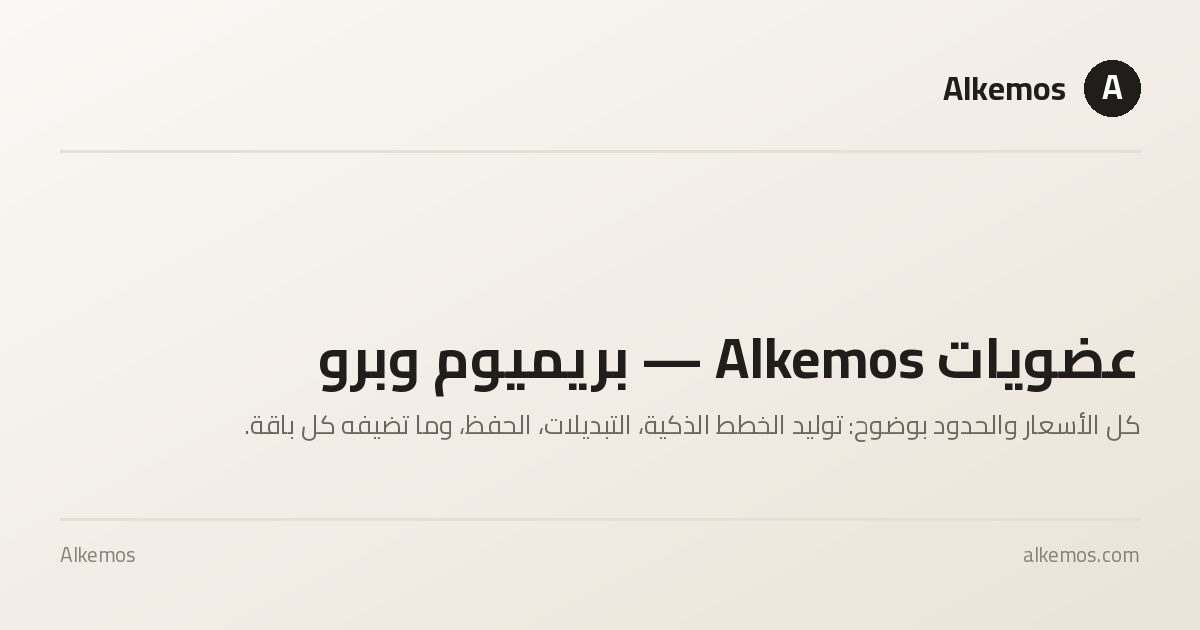 Alkemos A
عضويات Alkemos — بريميوم وبرو
كل الأسعار والحدود بوضوح: توليد الخطط الذكية، التبديلات، الحفظ، وما تضيفه كل باقة.
alkemos.com
Alkemos